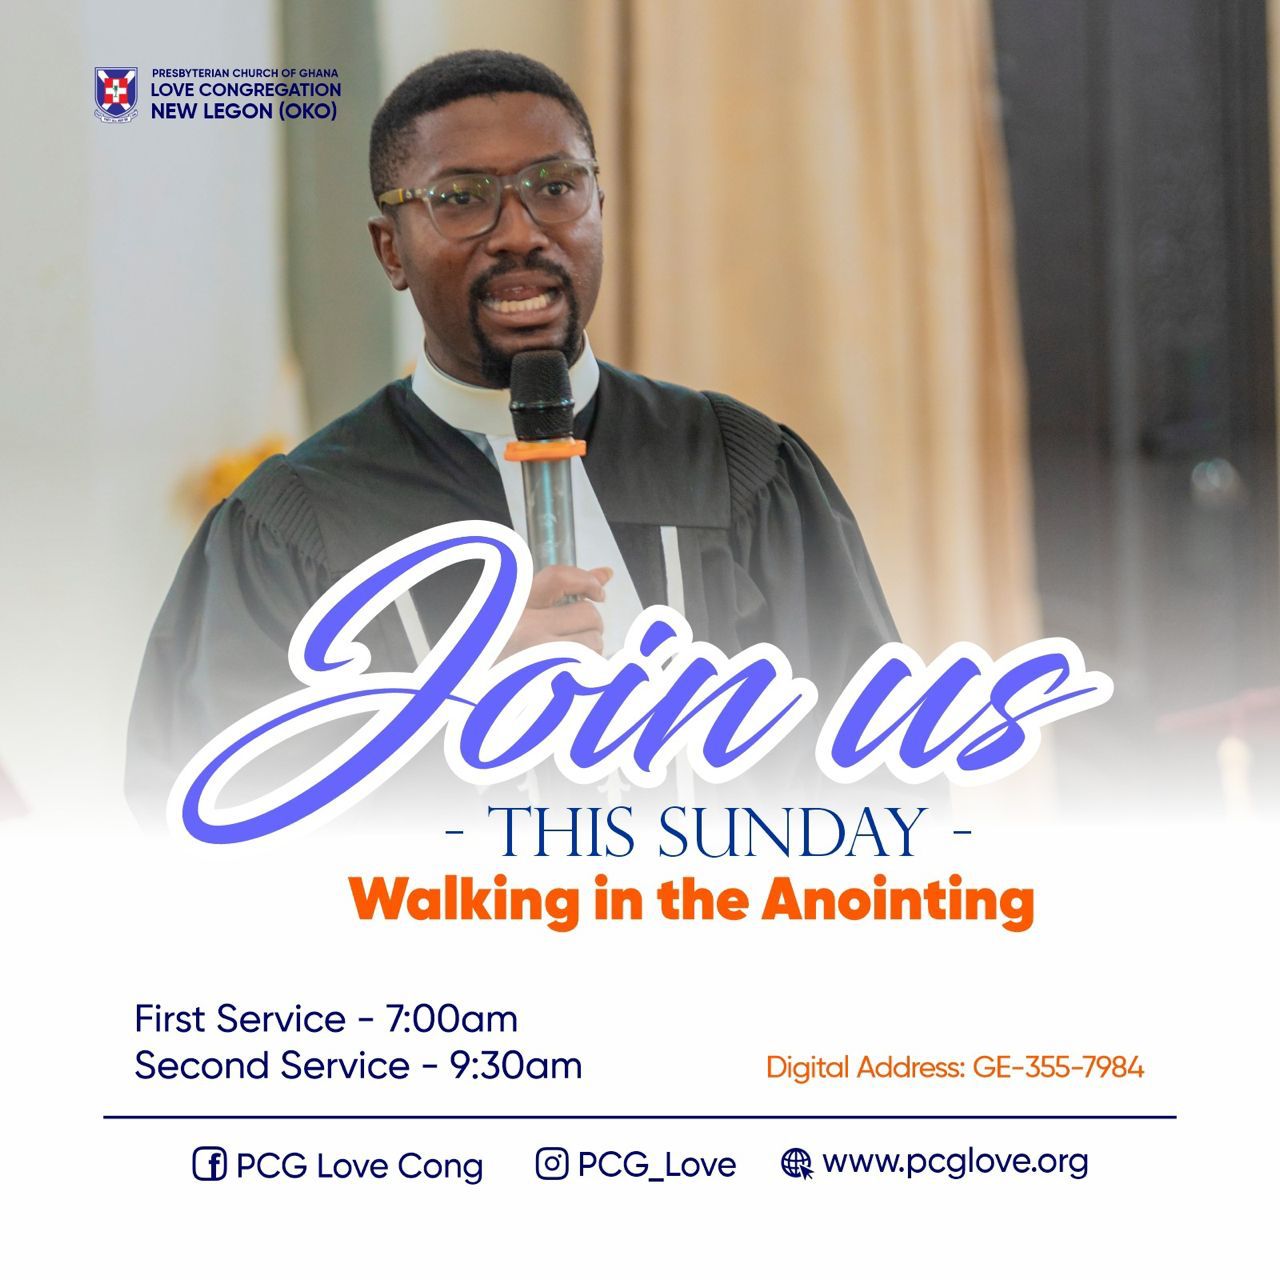 PRESBYTERIAN CHURCH OF GHANA
LOVE CONGREGATION
NEW LEGON (OKO)
Join us
- THIS SUNDAY -
Walking in the Anointing
First Service - 7:00am
Second Service - 9:30am
Digital Address: GE-355-7984
PCG Love Cong
PCG_Love
www.pcglove.org